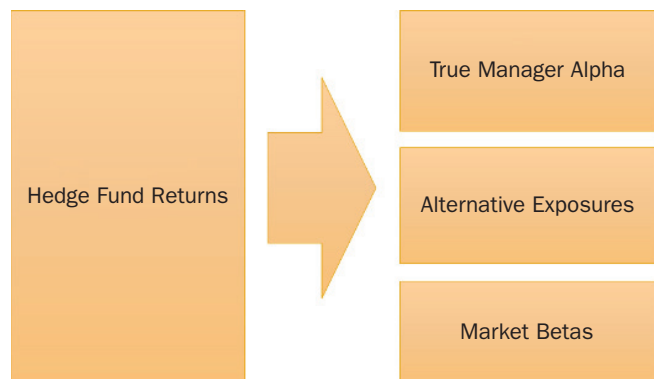 Hedge Fund Returns
True Manager Alpha
Alternative Exposures
Market Betas